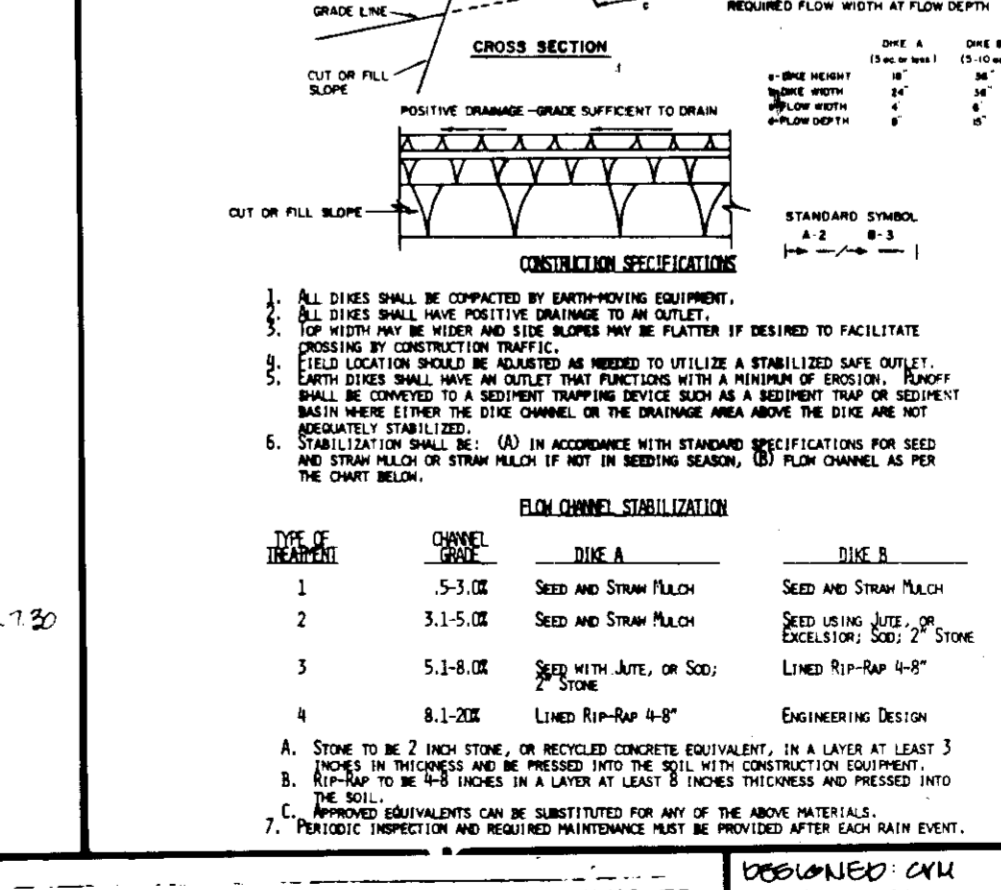 GRADE LINE
REQUIRED FLOW WIDTH AT FLOW DEPTH
CROSS SECTION
CUT OR FILL
SLOPE
DIKE A DIKE B
(5 ac. or less) (5-10 ac
a-DIKE HEIGHT 18" 36"
b-DIKE WIDTH 24" 36"
c-FLOW WIDTH 4' 6'
d-FLOW DEPTH 8" 15"
POSITIVE DRAINAGE-GRADE SUFFICIENT TO DRAIN
CUT OR FILL SLOPE
STANDARD SYMBOL
A-2 B-3
CONSTRUCTION SPECIFICATIONS
1. ALL DIKES SHALL BE COMPACTED BY EARTH-MOVING EQUIPMENT.
2. ALL DIKES SHALL HAVE POSITIVE DRAINAGE TO AN OUTLET.
3. TOP WIDTH MAY BE WIDER AND SIDE SLOPES MAY BE FLATTER IF DESIRED TO FACILITATE
CROSSING BY CONSTRUCTION TRAFFIC.
4. FIELD LOCATION SHOULD BE ADJUSTED AS NEEDED TO UTILIZE A STABILIZED SAFE OUTLET.
5. EARTH DIKES SHALL HAVE AN OUTLET THAT FUNCTIONS WITH A MINIMUM OF EROSION. RUNOFF
SHALL BE CONVEYED TO A SEDIMENT TRAPPING DEVICE SUCH AS A SEDIMENT TRAP OR SEDIMENT
BASIN WHERE EITHER THE DIKE CHANNEL OR THE DRAINAGE AREA ABOVE THE DIKE ARE NOT
ADEQUATELY STABILIZED.
6. STABILIZATION SHALL BE: (A) IN ACCORDANCE WITH STANDARD SPECIFICATIONS FOR SEED
AND STRAW MULCH OR STRAW MULCH IF NOT IN SEEDING SEASON, (B) FLOW CHANNEL AS PER
THE CHART BELOW.
FLOW CHANNEL STABILIZATION
TYPE OF TREATMENT CHANNEL GRADE DIKE A DIKE B
1 .5-3.0% SEED AND STRAW MULCH SEED AND STRAW MULCH
2 3.1-5.0% SEED AND STRAW MULCH SEED USING JUTE, OR
EXCELSIOR; SOD; 2" STONE
3 5.1-8.0% SEED WITH JUTE, OR SOD; LINED RIP-RAP 4-8"
2" STONE
4 8.1-20% LINED RIP-RAP 4-8" ENGINEERING DESIGN
A. STONE TO BE 2 INCH STONE, OR RECYCLED CONCRETE EQUIVALENT, IN A LAYER AT LEAST 3
INCHES IN THICKNESS AND BE PRESSED INTO THE SOIL WITH CONSTRUCTION EQUIPMENT.
B. RIP-RAP TO BE 4-8 INCHES IN A LAYER AT LEAST 8 INCHES THICKNESS AND PRESSED INTO
THE SOIL.
C. APPROVED EQUIVALENTS CAN BE SUBSTITUTED FOR ANY OF THE ABOVE MATERIALS.
7. PERIODIC INSPECTION AND REQUIRED MAINTENANCE MUST BE PROVIDED AFTER EACH RAIN EVENT.
7.30
DESIGNED: CVM